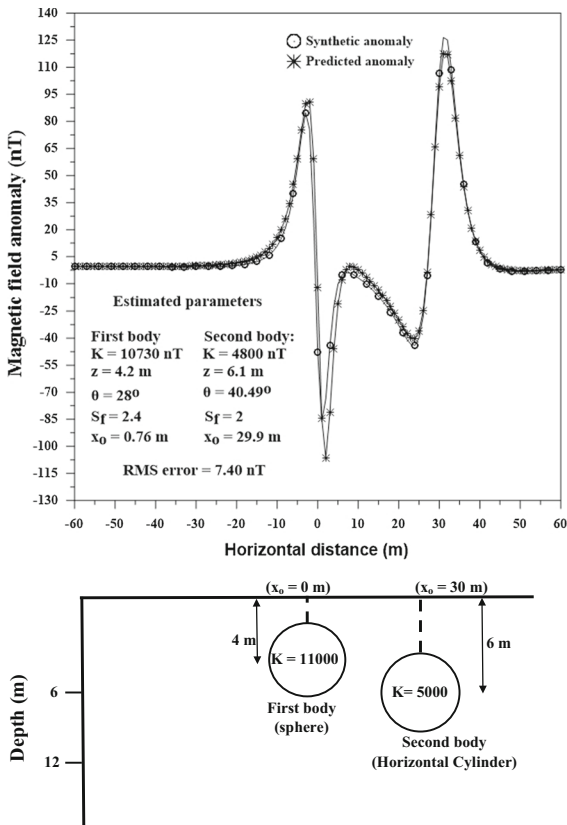 140
125
110
95
80
65
50
35
20
5
-10
-25
-40
-55
-70
-85
-100
-115
-130
Magnetic field anomaly (nT)
Synthetic anomaly
Predicted anomaly
Estimated parameters
First body Second body:
K = 10730 nT K = 4800 nT
z = 4.2 m z = 6.1 m
θ = 28º θ = 40.49º
Sf = 2.4 Sf = 2
xo = 0.76 m xo = 29.9 m
RMS error = 7.40 nT
-60 -50 -40 -30 -20 -10 0 10 20 30 40 50 60
Horizontal distance (m)
(xo = 0 m) (xo = 30 m)
4 m 6 m
K = 11000 K= 5000
6
12
Depth (m)
First body
(sphere)
Second body
(Horizontal Cylinder)